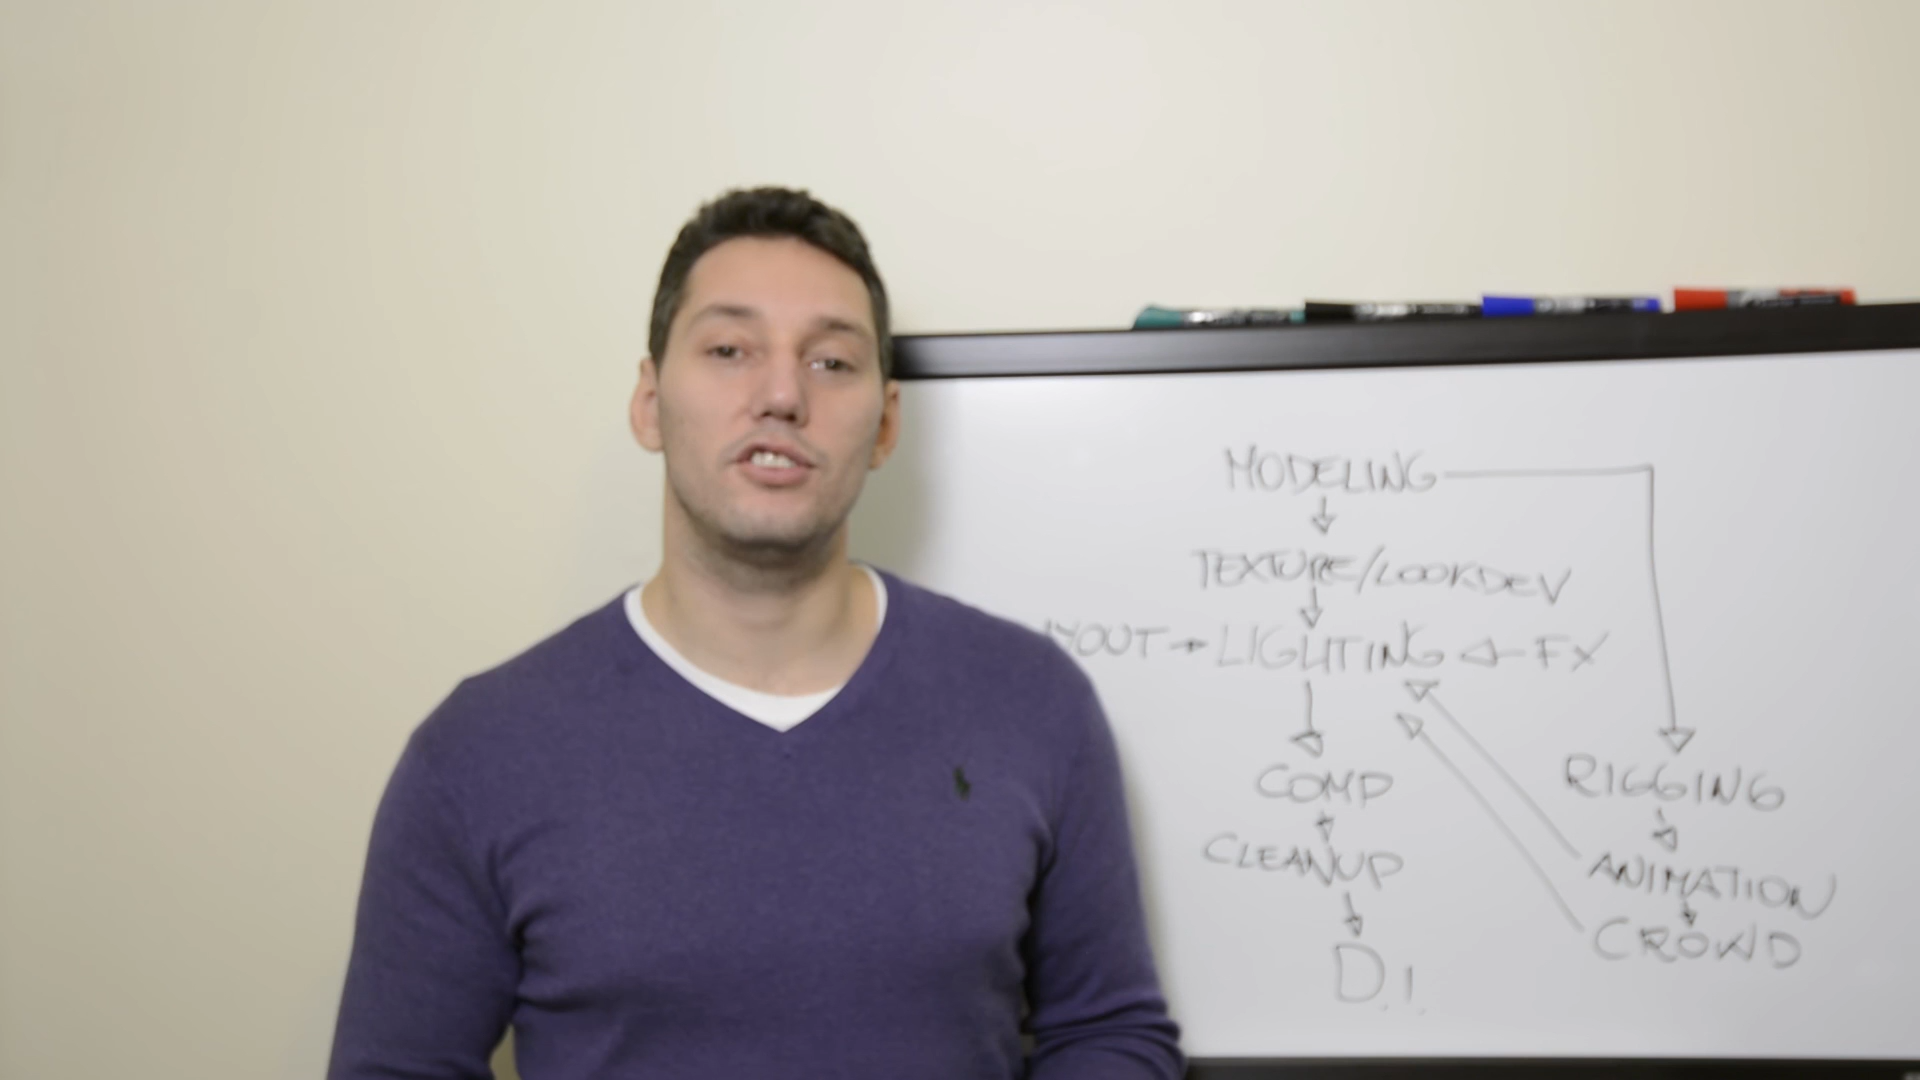 MODELING
TEXTURE/LOOKDEV
YOUT → LIGHTING ← FX
COMP
RIGGING
CLEANUP
ANIMATION
CROWD
D.I.